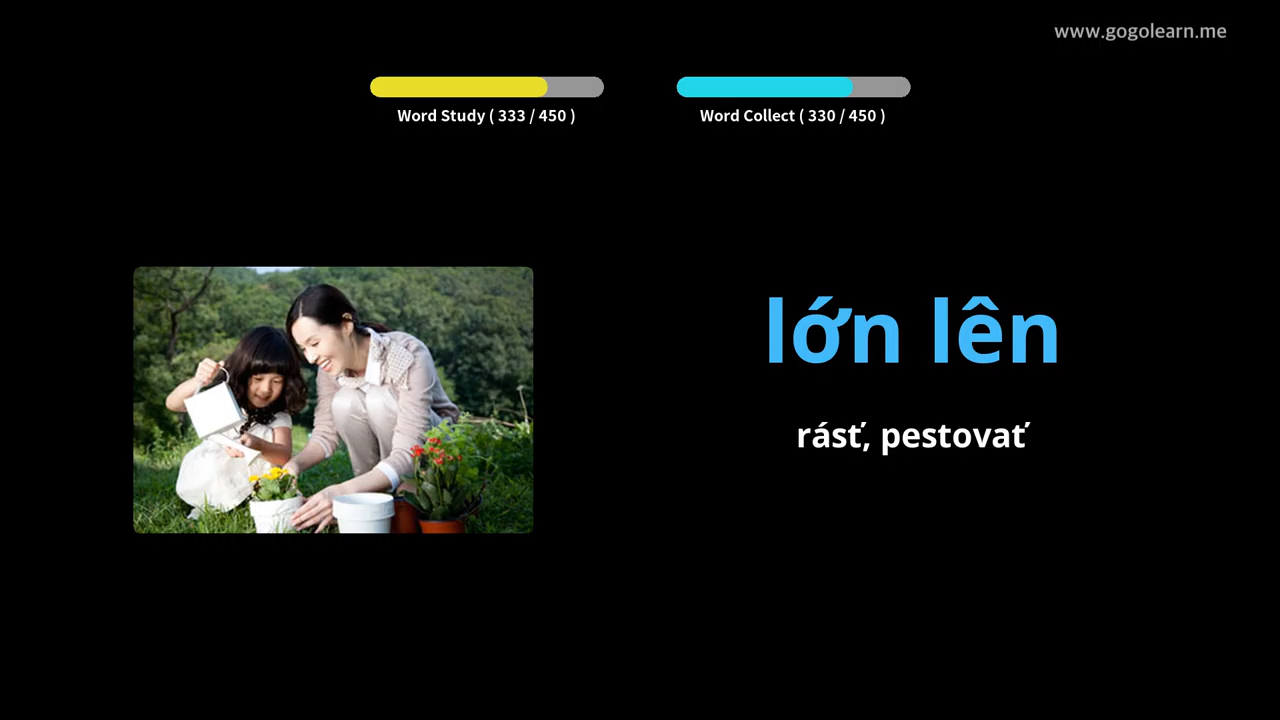 www.gogolearn.me
Word Study ( 333 / 450 )
Word Collect ( 330 / 450 )
lớn lên
rásť, pestovať